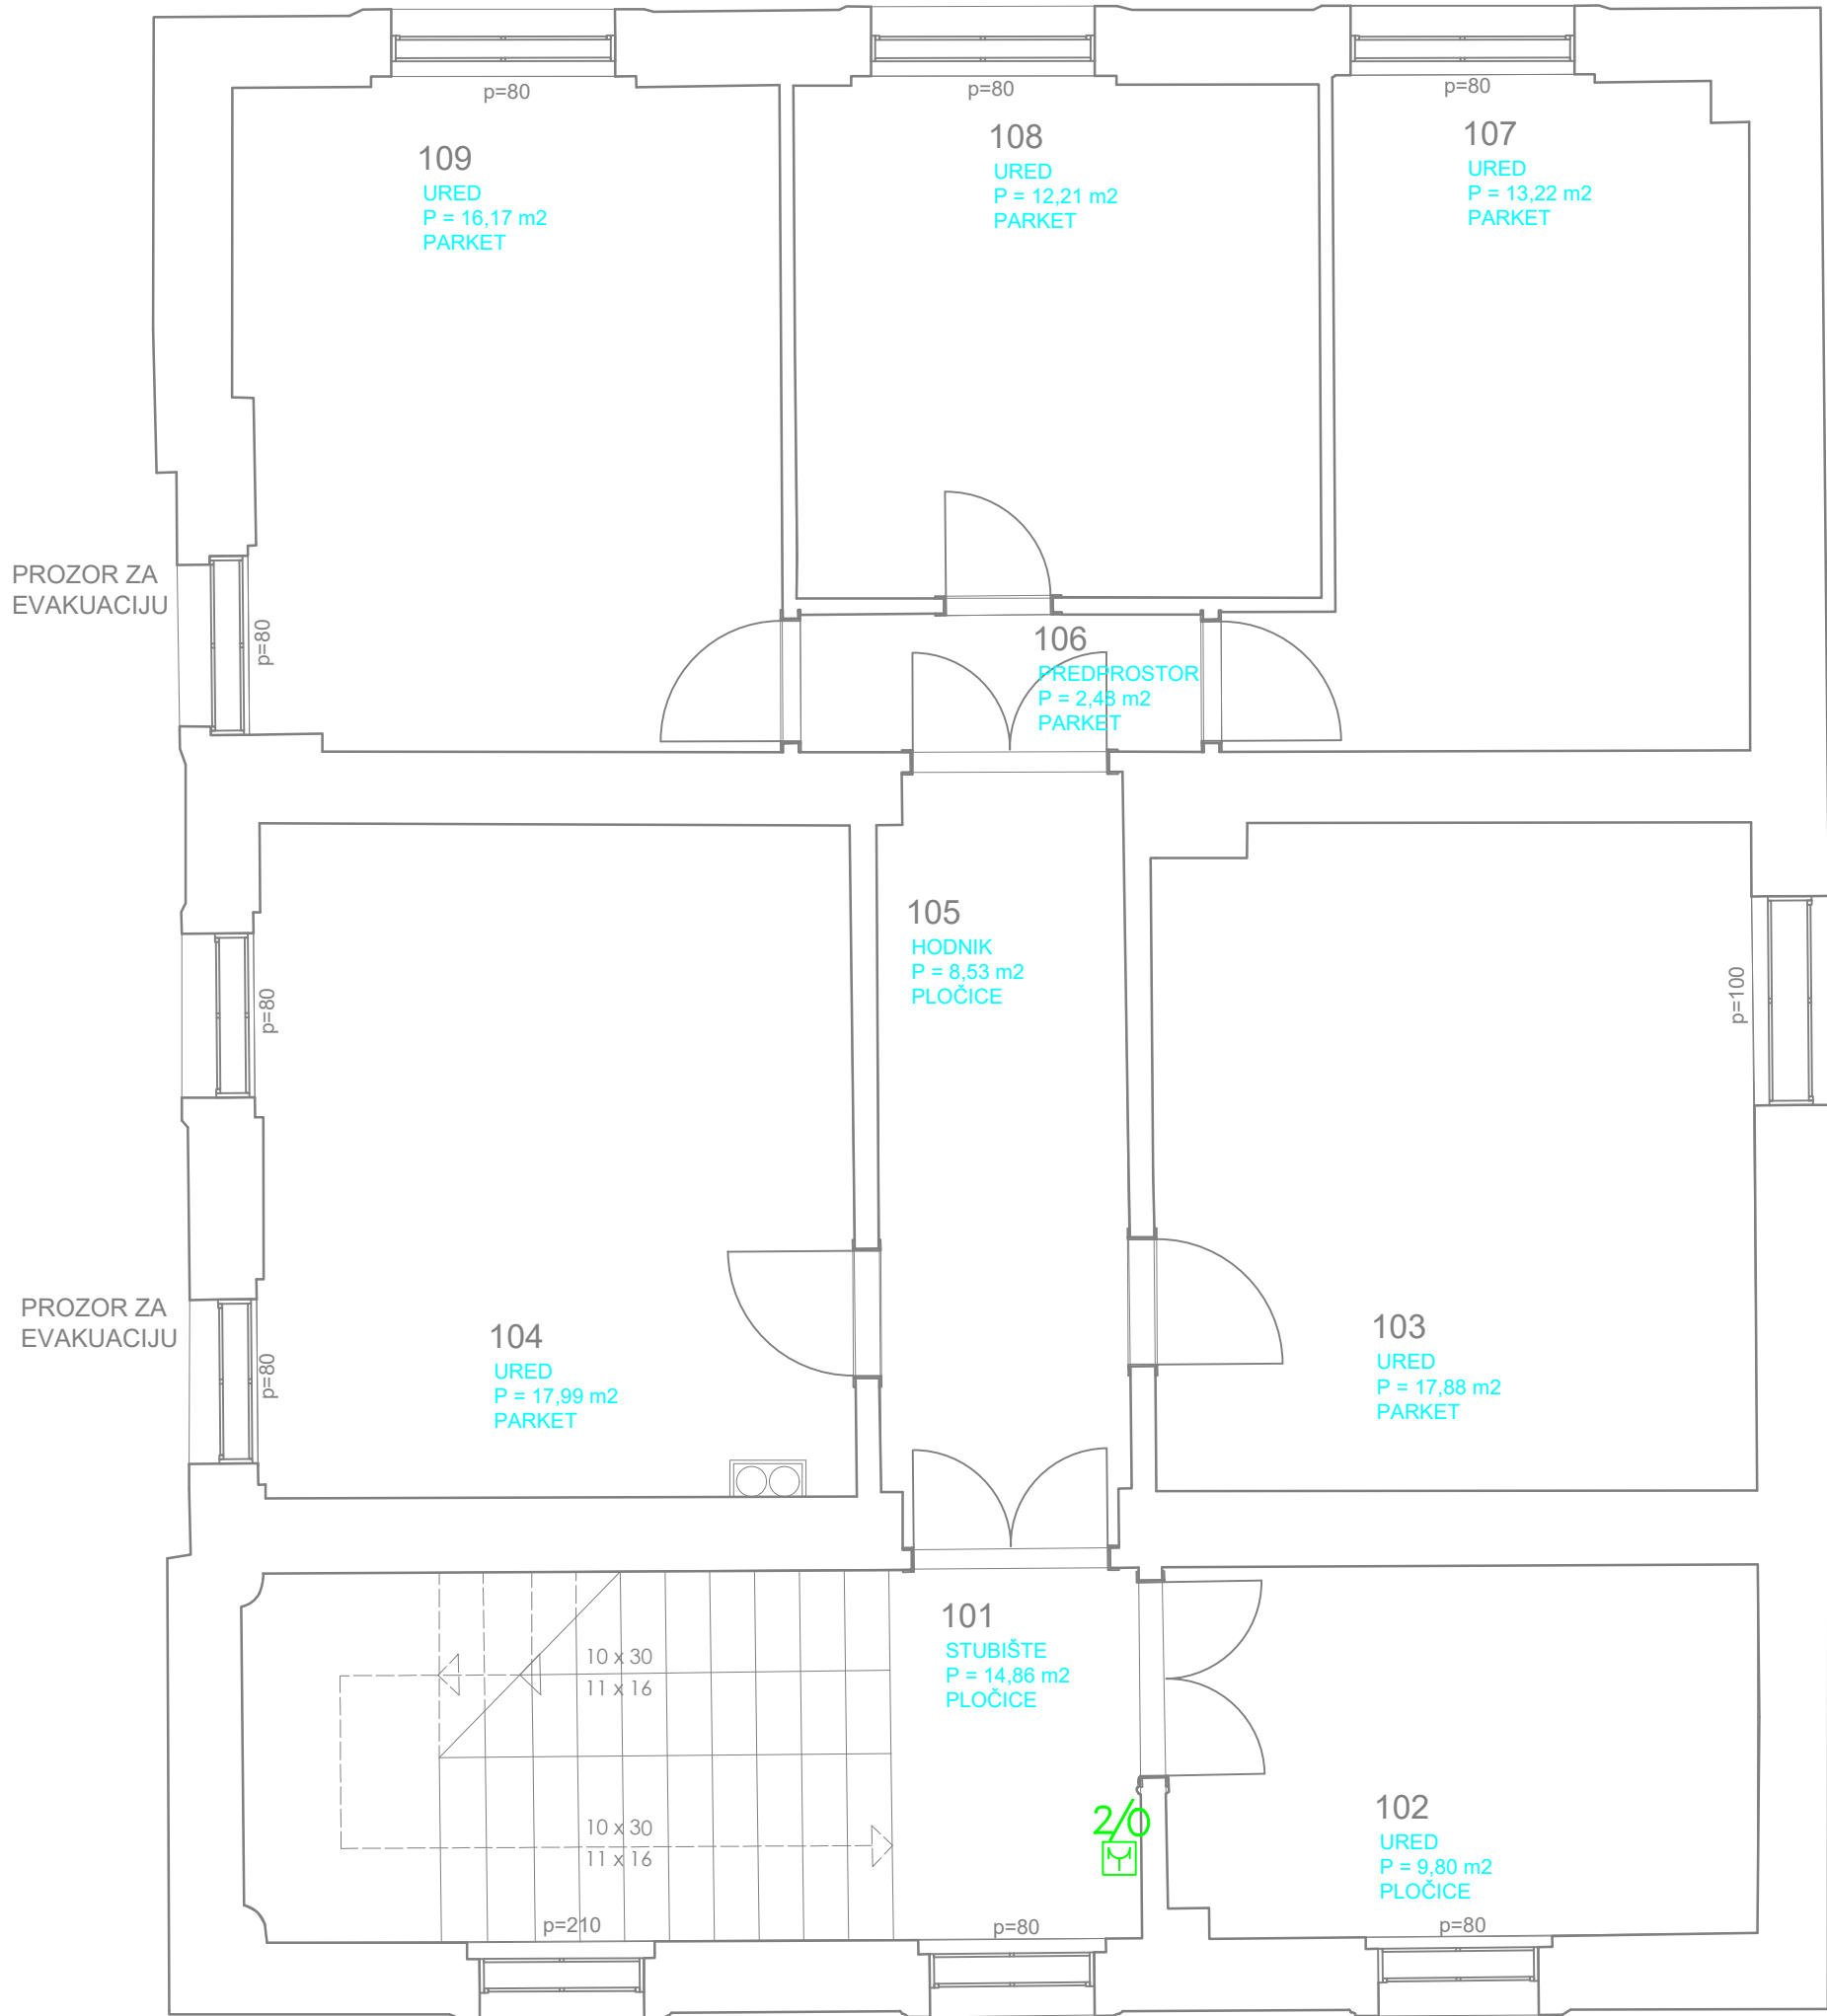 p=80
p=80
p=80
109
URED
P = 16,17 m2
PARKET
108
URED
P = 12,21 m2
PARKET
107
URED
P = 13,22 m2
PARKET
PROZOR ZA
EVAKUACIJU
p=80
106
PREDPROSTOR
P = 2,48 m2
PARKET
105
HODNIK
P = 8,53 m2
PLOČICE
p=80
p=100
PROZOR ZA
EVAKUACIJU
p=80
104
URED
P = 17,99 m2
PARKET
103
URED
P = 17,88 m2
PARKET
101
STUBIŠTE
P = 14,86 m2
PLOČICE
10 x 30
11 x 16
10 x 30
11 x 16
2/0
102
URED
P = 9,80 m2
PLOČICE
p=210
p=80
p=80